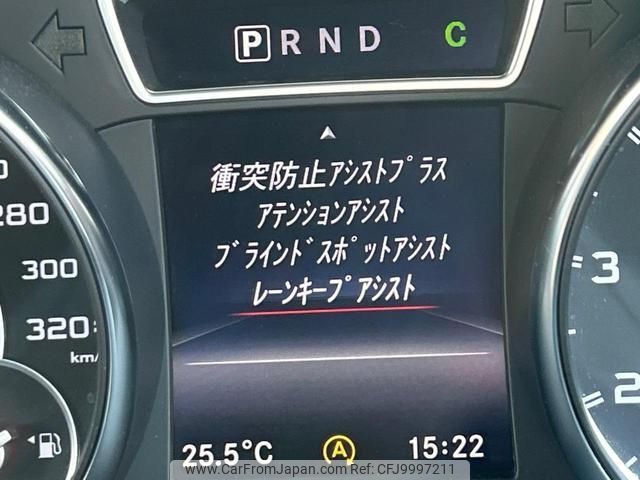 P R N D C
衝突防止ｱｼｽﾄﾌﾟﾗｽ
ｱﾃﾝｼｮﾝｱｼｽﾄ
ﾌﾞﾗｲﾝﾄﾞｽﾎﾟｯﾄｱｼｽﾄ
ﾚｰﾝｷｰﾌﾟｱｼｽﾄ
280
300
320
km/
3
2
25.5°C A 15:22
www.CarFromJapan.com - Car ID:CFJ49997211